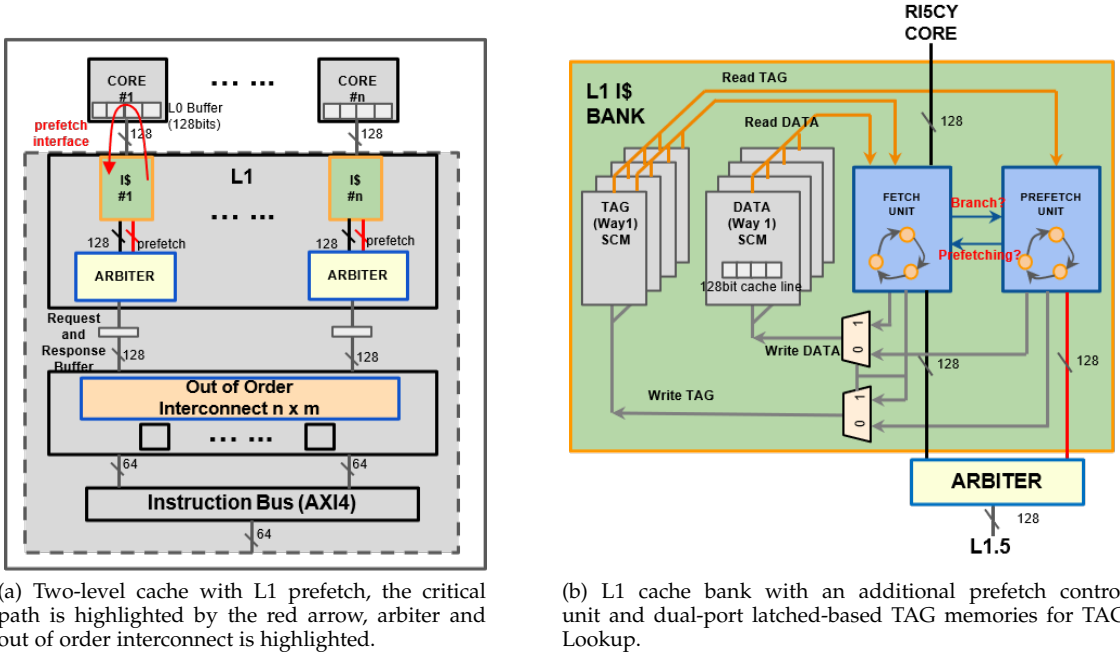 CORE
#1
... ...
CORE
#n
L0 Buffer
(128bits)
prefetch
interface
128
128
I$
#1
L1
I$
#n
... ...
128
prefetch
128
prefetch
ARBITER
ARBITER
Request
and
Response
Buffer
128
128
Out of Order
Interconnect n x m
... ...
64
64
Instruction Bus (AXI4)
64
(a) Two-level cache with L1 prefetch, the critical
path is highlighted by the red arrow, arbiter and
out of order interconnect is highlighted.
RI5CY
CORE
L1 I$
BANK
Read TAG
Read DATA
128
TAG
(Way1)
SCM
DATA
(Way 1)
SCM
128bit cache line
FETCH
UNIT
Branch?
Prefetching?
PREFETCH
UNIT
1
0
Write DATA
128
128
Write TAG
1
0
ARBITER
128
L1.5
(b) L1 cache bank with an additional prefetch control
unit and dual-port latched-based TAG memories for TAG
Lookup.